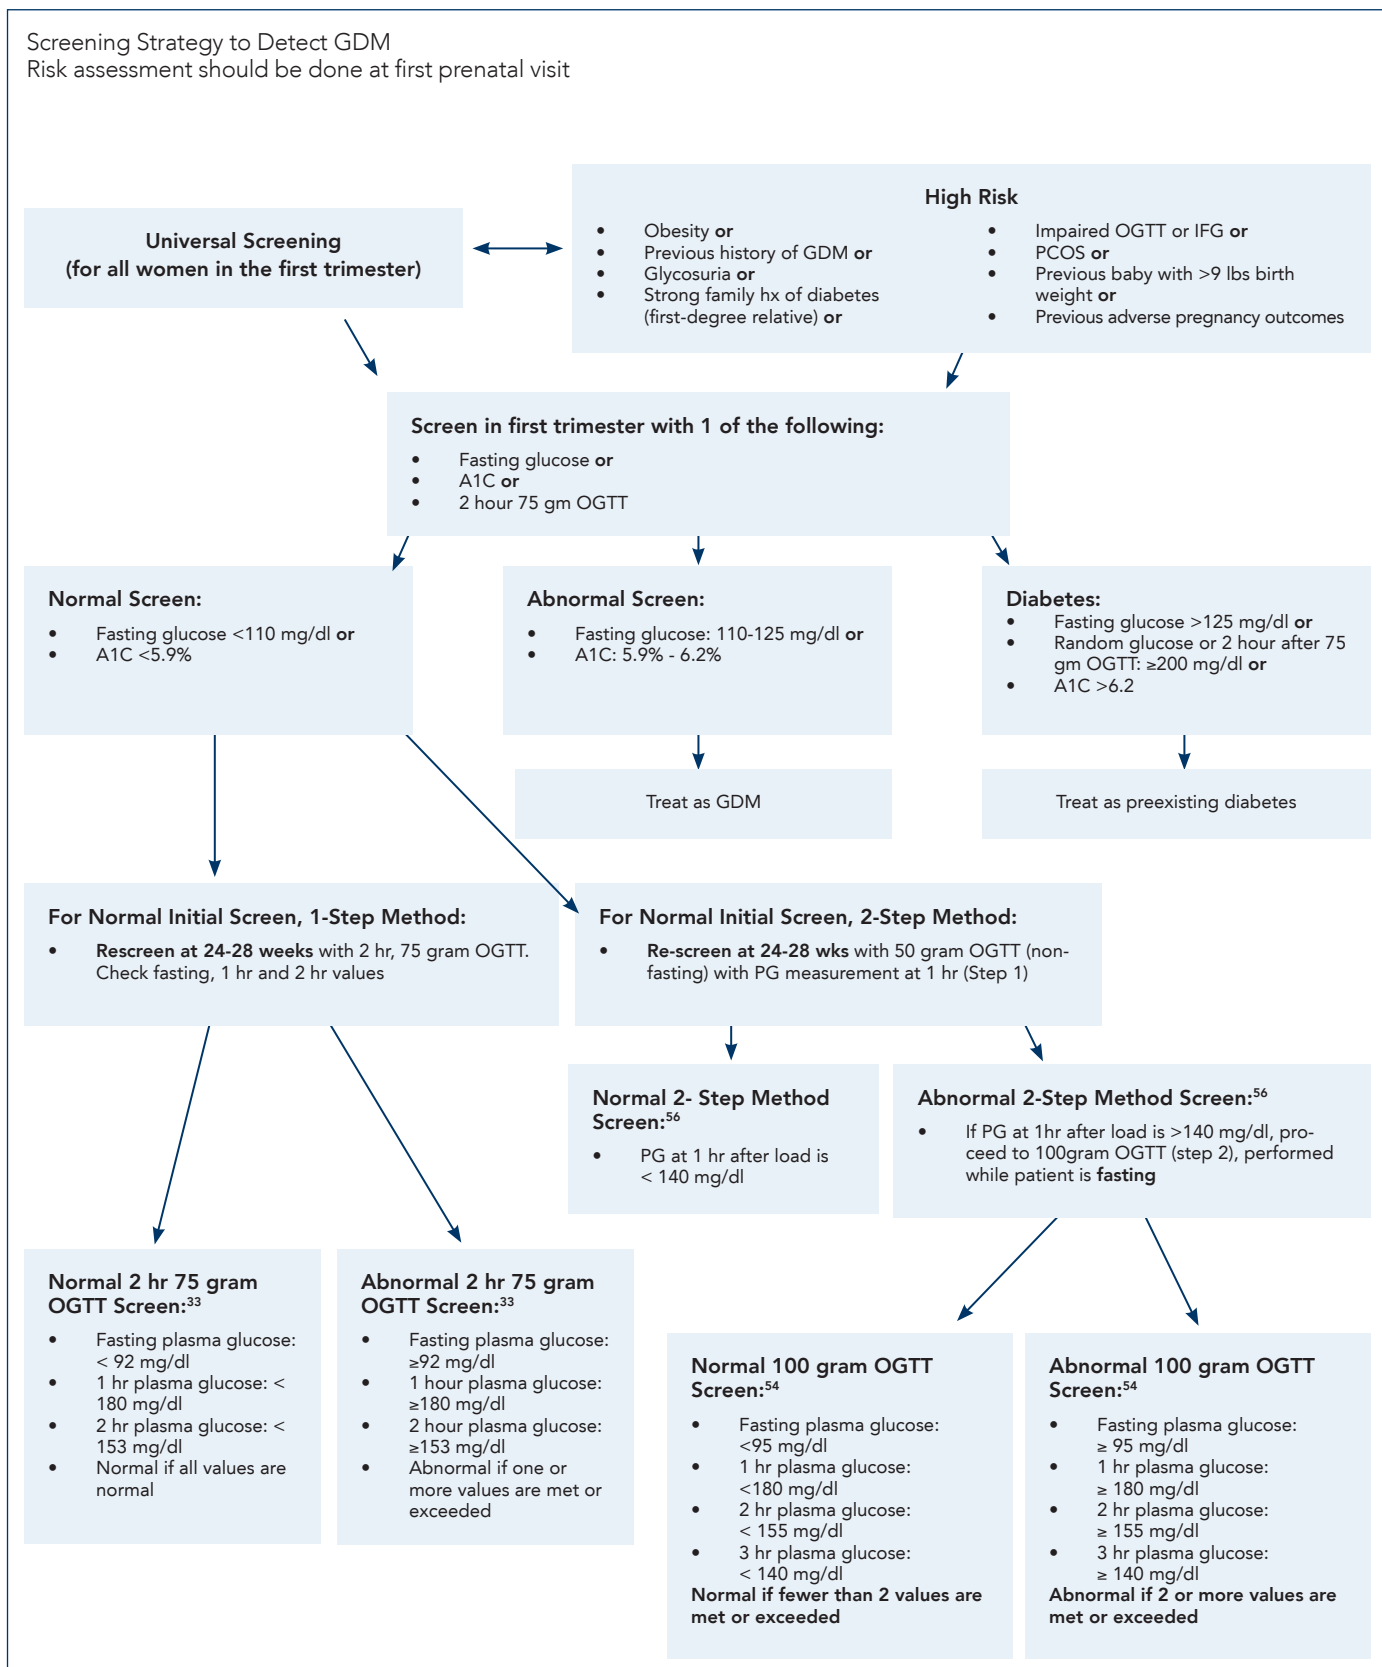 Screening Strategy to Detect GDM
Risk assessment should be done at first prenatal visit
Universal Screening
(for all women in the first trimester)
High Risk
• Obesity or
• Previous history of GDM or
• Glycosuria or
• Strong family hx of diabetes
(first-degree relative) or
• Impaired OGTT or IFG or
• PCOS or
• Previous baby with >9 lbs birth
weight or
• Previous adverse pregnancy outcomes
Screen in first trimester with 1 of the following:
• Fasting glucose or
• A1C or
• 2 hour 75 gm OGTT
Normal Screen:
• Fasting glucose <110 mg/dl or
• A1C <5.9%
Abnormal Screen:
• Fasting glucose: 110-125 mg/dl or
• A1C: 5.9% - 6.2%
Diabetes:
• Fasting glucose >125 mg/dl or
• Random glucose or 2 hour after 75
gm OGTT: ≥200 mg/dl or
• A1C >6.2
Treat as GDM
Treat as preexisting diabetes
For Normal Initial Screen, 1-Step Method:
• Rescreen at 24-28 weeks with 2 hr, 75 gram OGTT.
Check fasting, 1 hr and 2 hr values
For Normal Initial Screen, 2-Step Method:
• Re-screen at 24-28 wks with 50 gram OGTT (non-
fasting) with PG measurement at 1 hr (Step 1)
Normal 2- Step Method
Screen:56
• PG at 1 hr after load is
< 140 mg/dl
Abnormal 2-Step Method Screen:56
• If PG at 1hr after load is >140 mg/dl, pro-
ceed to 100gram OGTT (step 2), performed
while patient is fasting
Normal 2 hr 75 gram
OGTT Screen:33
• Fasting plasma glucose:
< 92 mg/dl
• 1 hr plasma glucose: <
180 mg/dl
• 2 hr plasma glucose: <
153 mg/dl
• Normal if all values are
normal
Abnormal 2 hr 75 gram
OGTT Screen:33
• Fasting plasma glucose:
≥92 mg/dl
• 1 hour plasma glucose:
≥180 mg/dl
• 2 hour plasma glucose:
≥153 mg/dl
• Abnormal if one or
more values are met or
exceeded
Normal 100 gram OGTT
Screen:54
• Fasting plasma glucose:
<95 mg/dl
• 1 hr plasma glucose:
<180 mg/dl
• 2 hr plasma glucose:
< 155 mg/dl
• 3 hr plasma glucose:
< 140 mg/dl
Normal if fewer than 2 values are
met or exceeded
Abnormal 100 gram OGTT
Screen:54
• Fasting plasma glucose:
≥ 95 mg/dl
• 1 hr plasma glucose:
≥ 180 mg/dl
• 2 hr plasma glucose:
≥ 155 mg/dl
• 3 hr plasma glucose:
≥ 140 mg/dl
Abnormal if 2 or more values are
met or exceeded